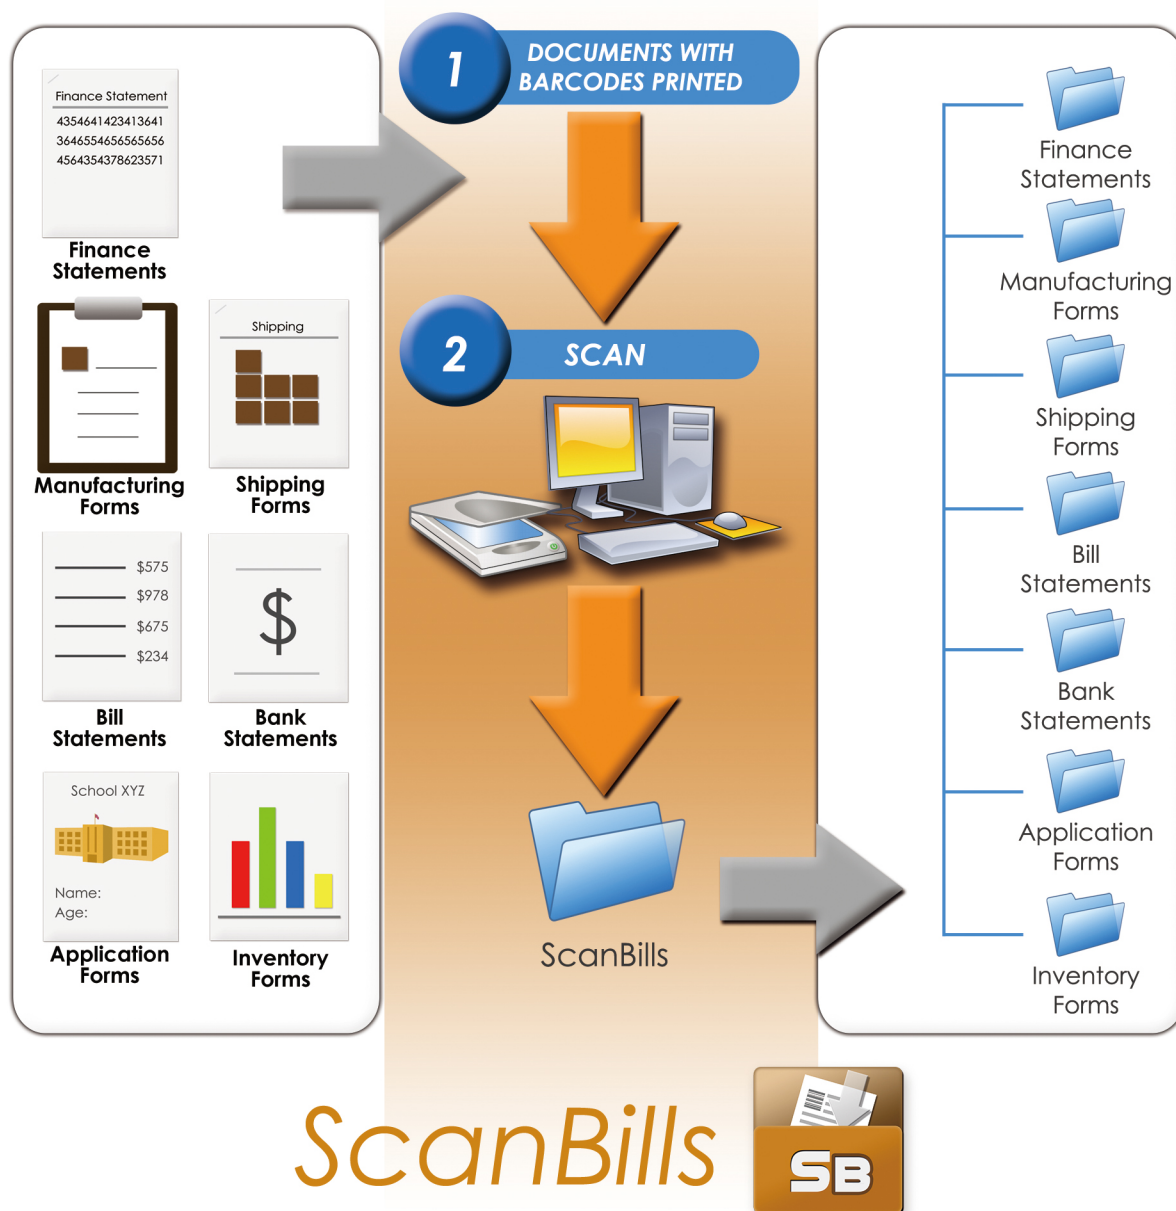 Finance Statement
4354641423413641
3646554656565656
4564354378623571
Finance
Statements
Manufacturing
Forms
Shipping
Shipping
Forms
$575
$978
$675
$234
Bill
Statements
$
Bank
Statements
School XYZ
Name:
Age:
Application
Forms
Inventory
Forms
1
DOCUMENTS WITH
BARCODES PRINTED
2
SCAN
ScanBills
Finance
Statements
Manufacturing
Forms
Shipping
Forms
Bill
Statements
Bank
Statements
Application
Forms
Inventory
Forms
ScanBills
SB